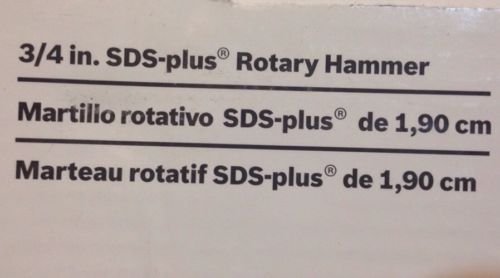 3/4 in. SDS-plus® Rotary Hammer
Martillo rotativo SDS-plus® de 1,90 cm
Marteau rotatif SDS-plus® de 1,90 cm